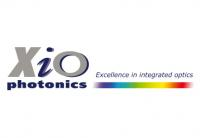 XiO
photonics
Excellence in integrated optics